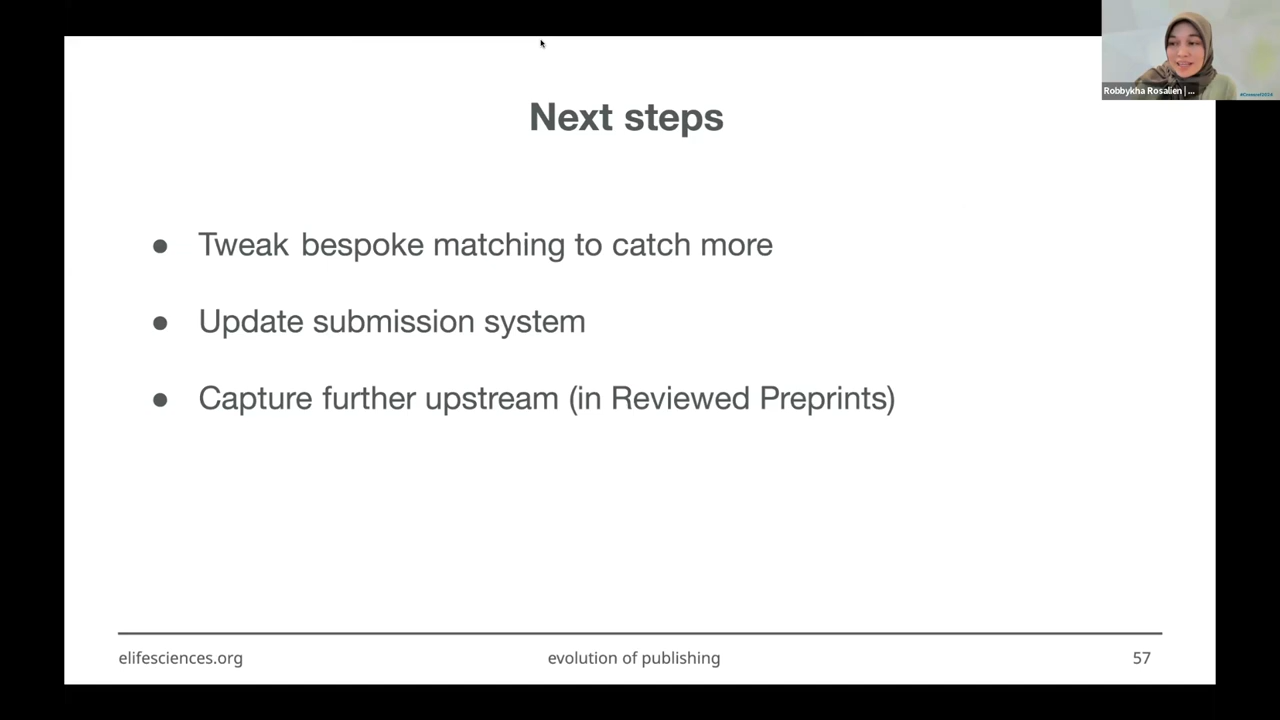 Robbykha Rosalien | ...
Next steps
● Tweak bespoke matching to catch more
● Update submission system
● Capture further upstream (in Reviewed Preprints)
elifesciences.org
evolution of publishing
57